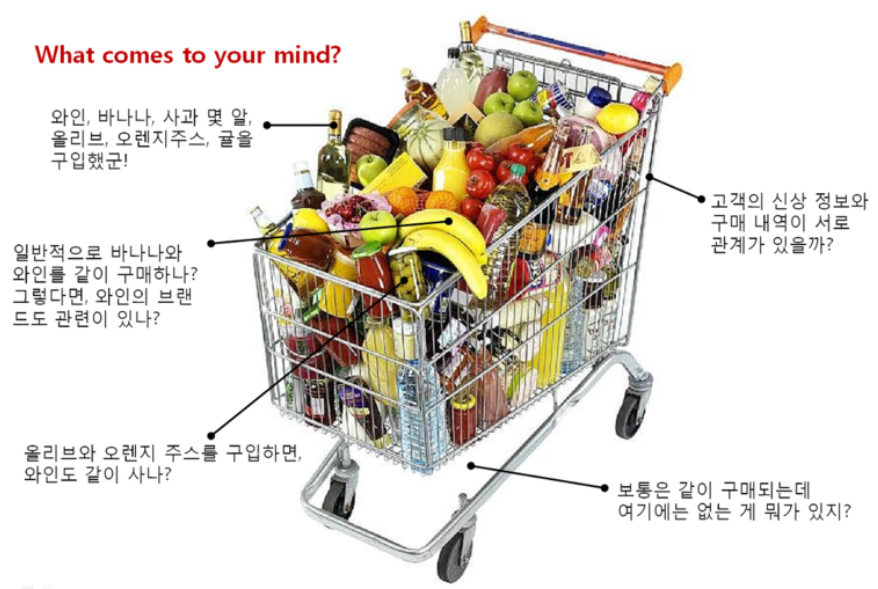 What comes to your mind?
와인, 바나나, 사과 몇 알,
올리브, 오렌지주스, 귤을
구입했군!
고객의 신상 정보와
구매 내역이 서로
관계가 있을까?
일반적으로 바나나와
와인를 같이 구매하나?
그렇다면, 와인의 브랜
드도 관련이 있나?
올리브와 오렌지 주스를 구입하면,
와인도 같이 사나?
보통은 같이 구매되는데
여기에는 없는 게 뭐가 있지?